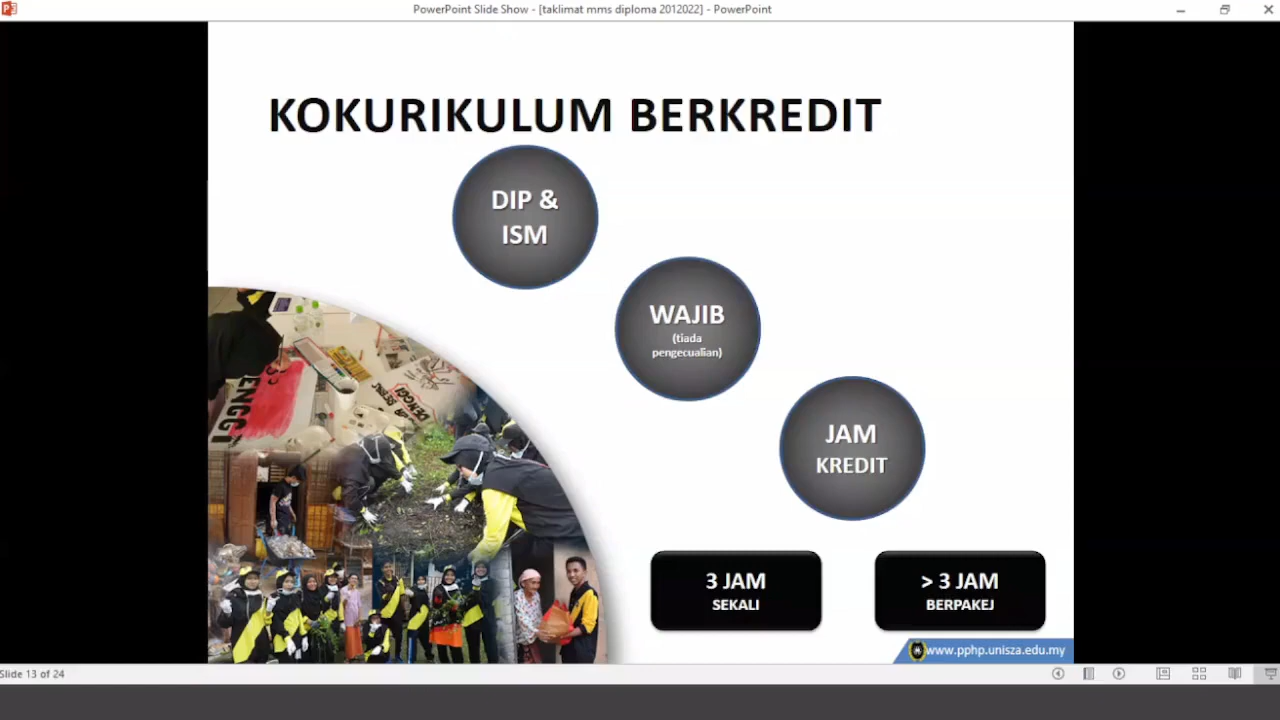 PowerPoint Slide Show - [taklimat mms diploma 2012022] - PowerPoint
KOKURIKULUM BERKREDIT
DIP &
ISM
WAJIB
(tiada
pengecualian)
JAM
KREDIT
DENGGI
3 JAM
SEKALI
> 3 JAM
BERPAKEJ
www.pphp.unisza.edu.my
Slide 13 of 24